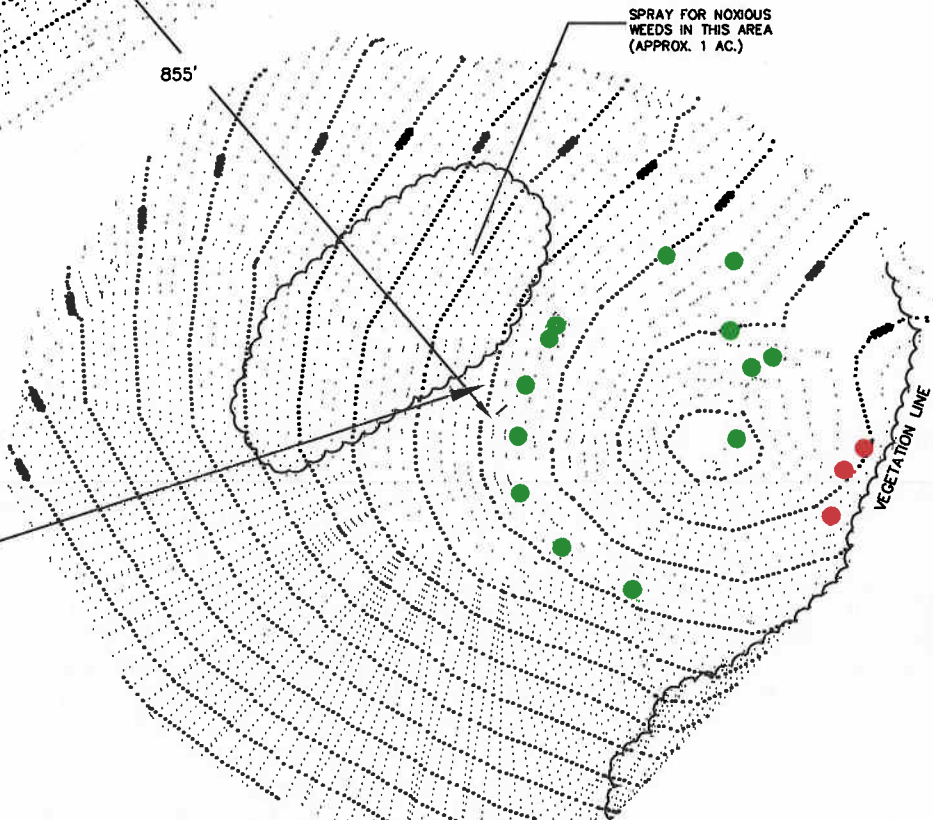 SPRAY FOR NOXIOUS
WEEDS IN THIS AREA
(APPROX. 1 AC.)
855'
VEGETATION LINE